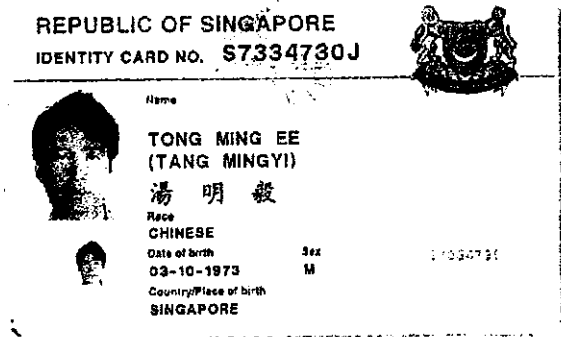 REPUBLIC OF SINGAPORE
IDENTITY CARD NO. S7334730J
Name
TONG MING EE
(TANG MINGYI)
湯 明 毅
Race
CHINESE
Date of birth Sex
03-10-1973 M
Country/Place of birth
SINGAPORE